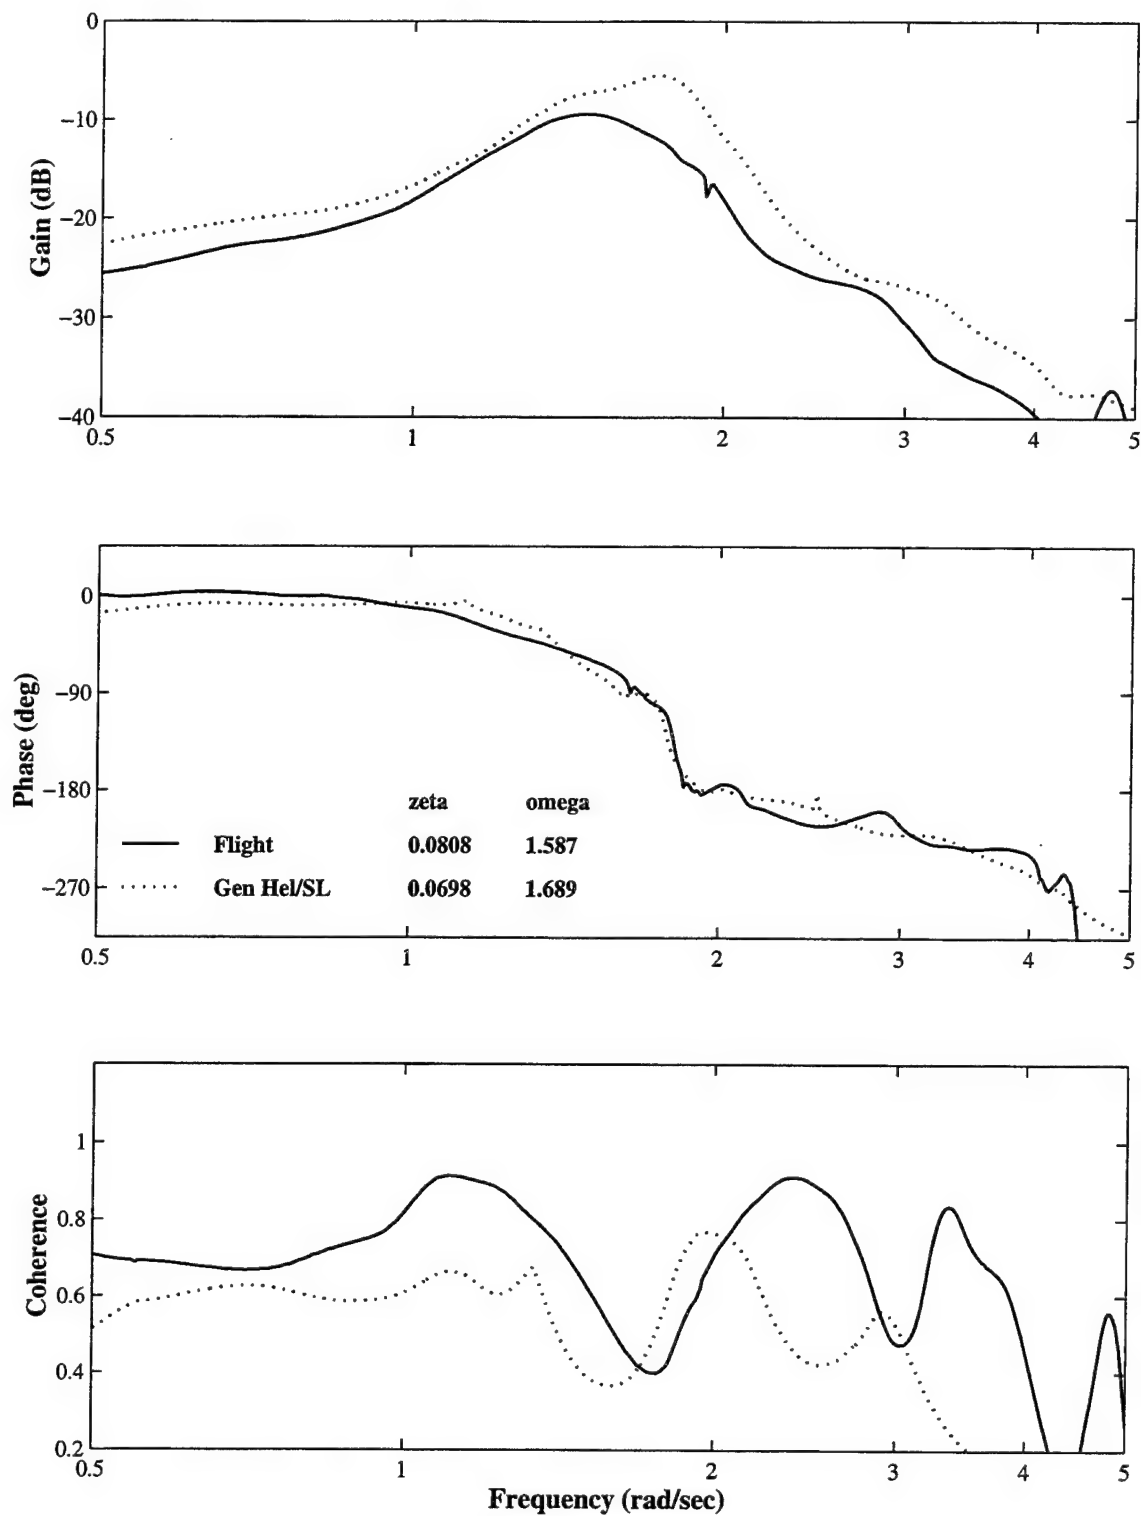 0
−10
−20
−30
−40
Gain (dB)
0.5 1 2 3 4 5
0
−90
−180
−270
Phase (deg)
zeta omega
Flight 0.0808 1.587
Gen Hel/SL 0.0698 1.689
0.5 1 2 3 4 5
1
0.8
0.6
0.4
0.2
Coherence
0.5 1 2 3 4 5
Frequency (rad/sec)